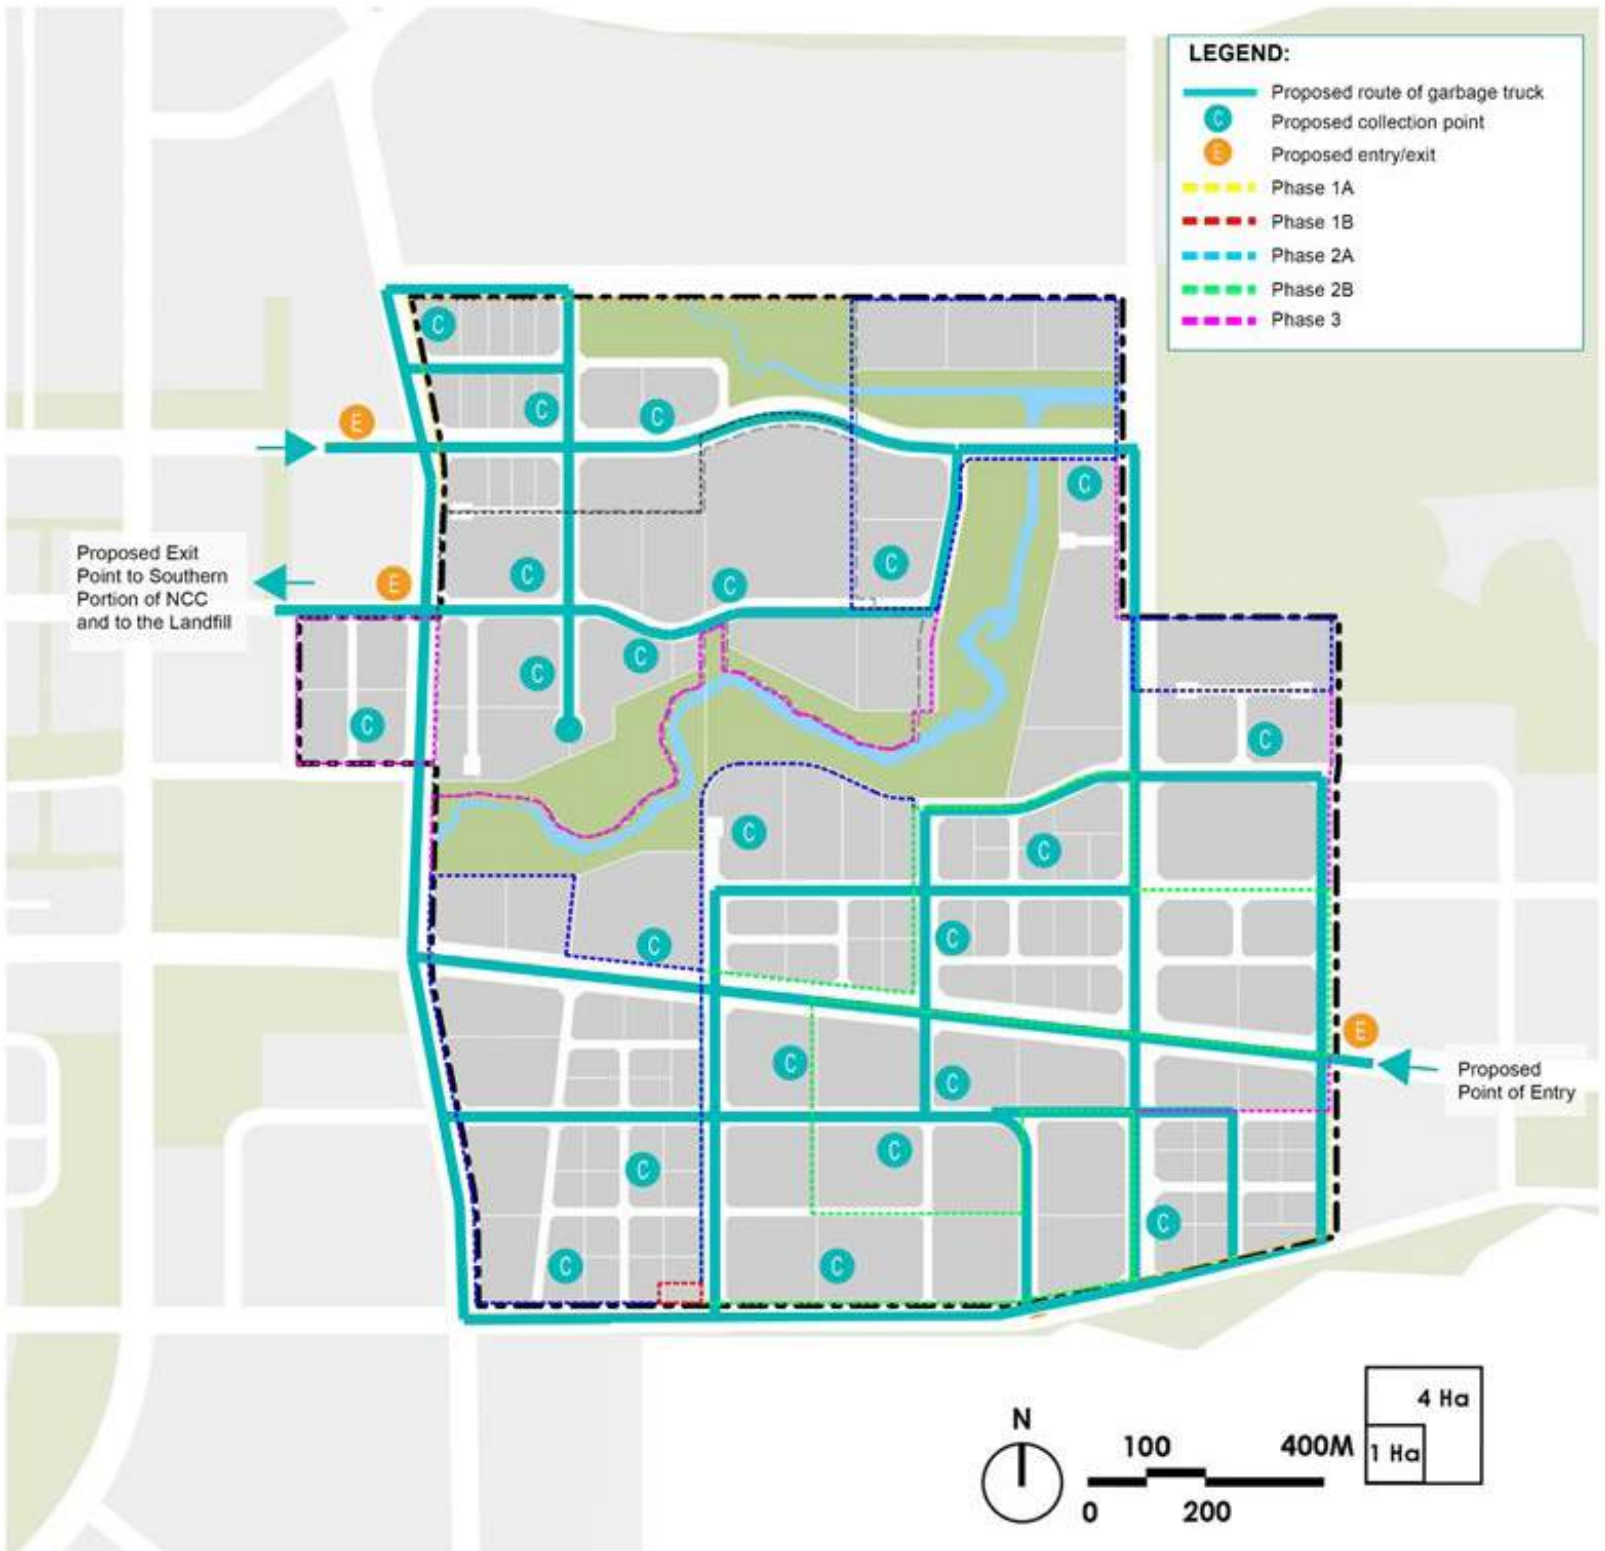 LEGEND:
Proposed route of garbage truck
C Proposed collection point
E Proposed entry/exit
Phase 1A
Phase 1B
Phase 2A
Phase 2B
Phase 3
C
C
C
E
C
C
C
C
E
Proposed Exit
Point to Southern
Portion of NCC
and to the Landfill
C
C
C
C
C
C
C
C
E
C
C
Proposed
Point of Entry
C
C
C
C
C
N
100
400M
0
200
4 Ha
1 Ha